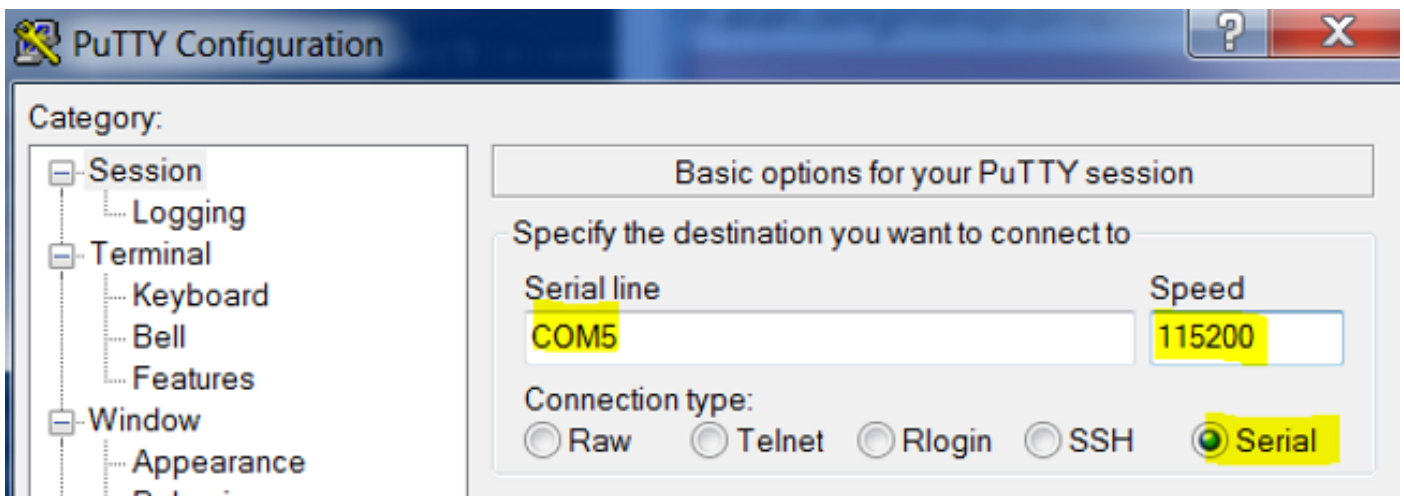 PuTTY Configuration
Category:
Session
Logging
Terminal
Keyboard
Bell
Features
Window
Appearance
Basic options for your PuTTY session
Specify the destination you want to connect to
Serial line Speed
COM5 115200
Connection type:
Raw Telnet Rlogin SSH Serial